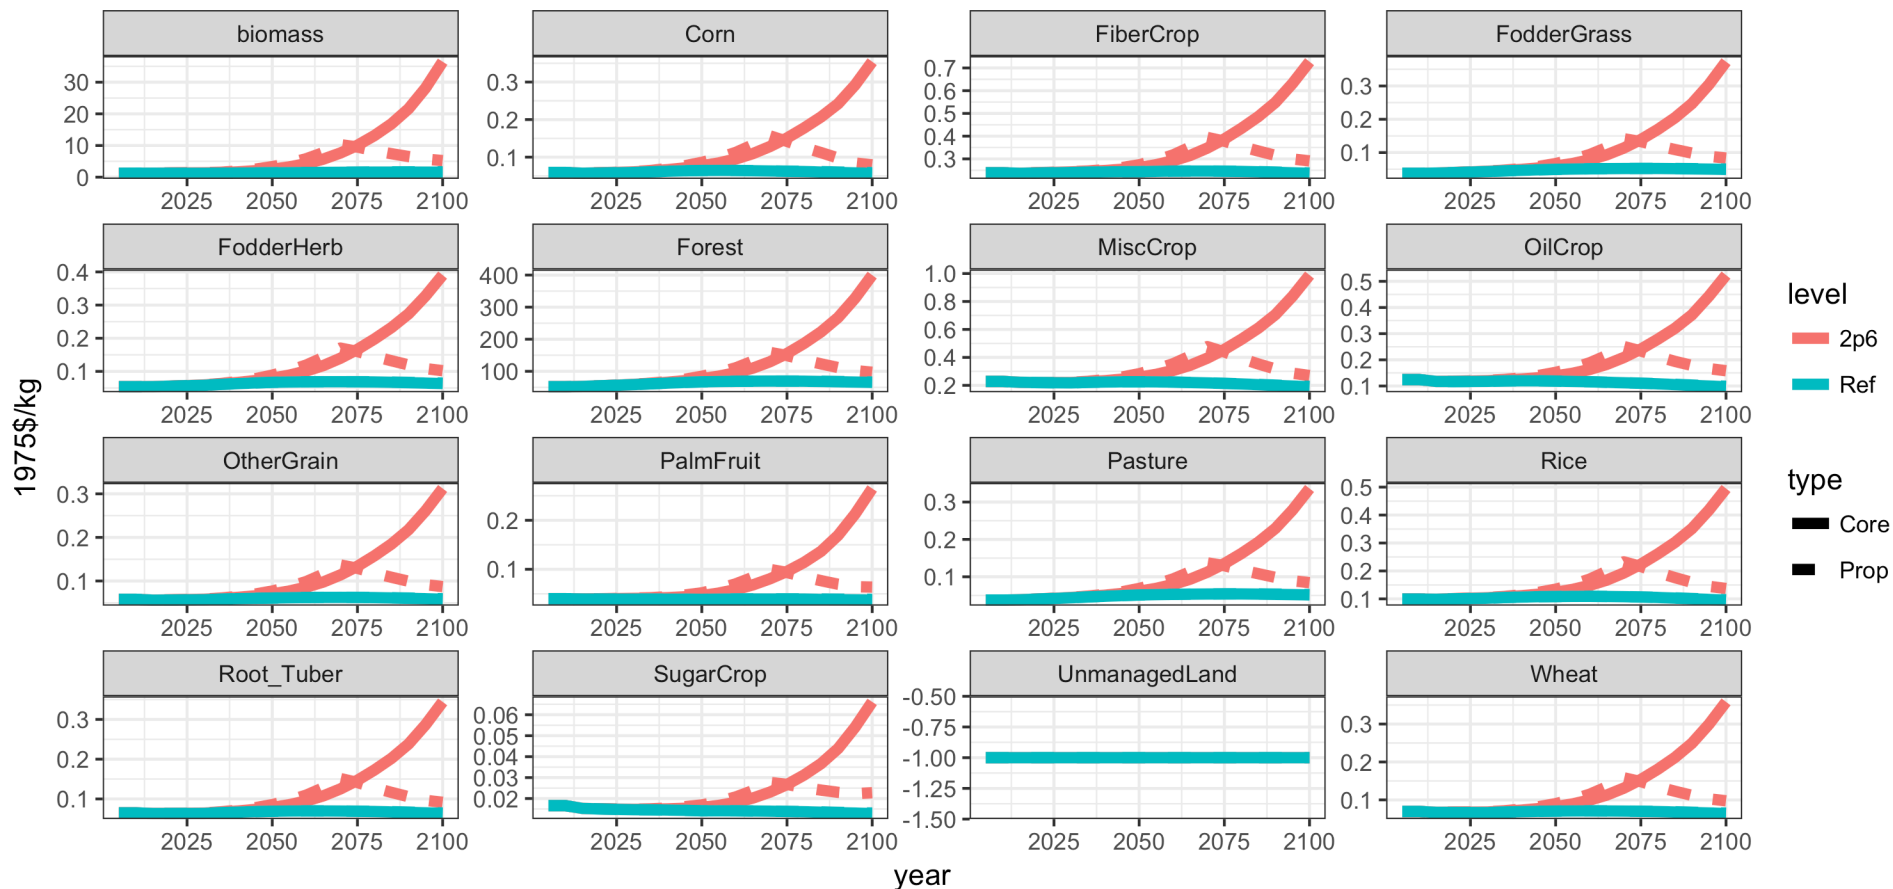 biomass Corn FiberCrop FodderGrass
30 20 10 0
0.3 0.2 0.1
0.7 0.6 0.5 0.4 0.3
0.3 0.2 0.1
2025 2050 2075 2100 2025 2050 2075 2100 2025 2050 2075 2100 2025 2050 2075 2100
FodderHerb Forest MiscCrop OilCrop
0.4 0.3 0.2 0.1
400 300 200 100
1.0 0.8 0.6 0.4 0.2
0.5 0.4 0.3 0.2 0.1
2025 2050 2075 2100 2025 2050 2075 2100 2025 2050 2075 2100 2025 2050 2075 2100
OtherGrain PalmFruit Pasture Rice
0.3 0.2 0.1
0.2 0.1
0.3 0.2 0.1
0.5 0.4 0.3 0.2 0.1
2025 2050 2075 2100 2025 2050 2075 2100 2025 2050 2075 2100 2025 2050 2075 2100
Root_Tuber SugarCrop UnmanagedLand Wheat
0.3 0.2 0.1
0.06 0.05 0.04 0.03 0.02
-0.50 -0.75 -1.00 -1.25 -1.50
0.3 0.2 0.1
2025 2050 2075 2100 2025 2050 2075 2100 2025 2050 2075 2100 2025 2050 2075 2100
1975$/kg
year
level
2p6
Ref
type
Core
Prop